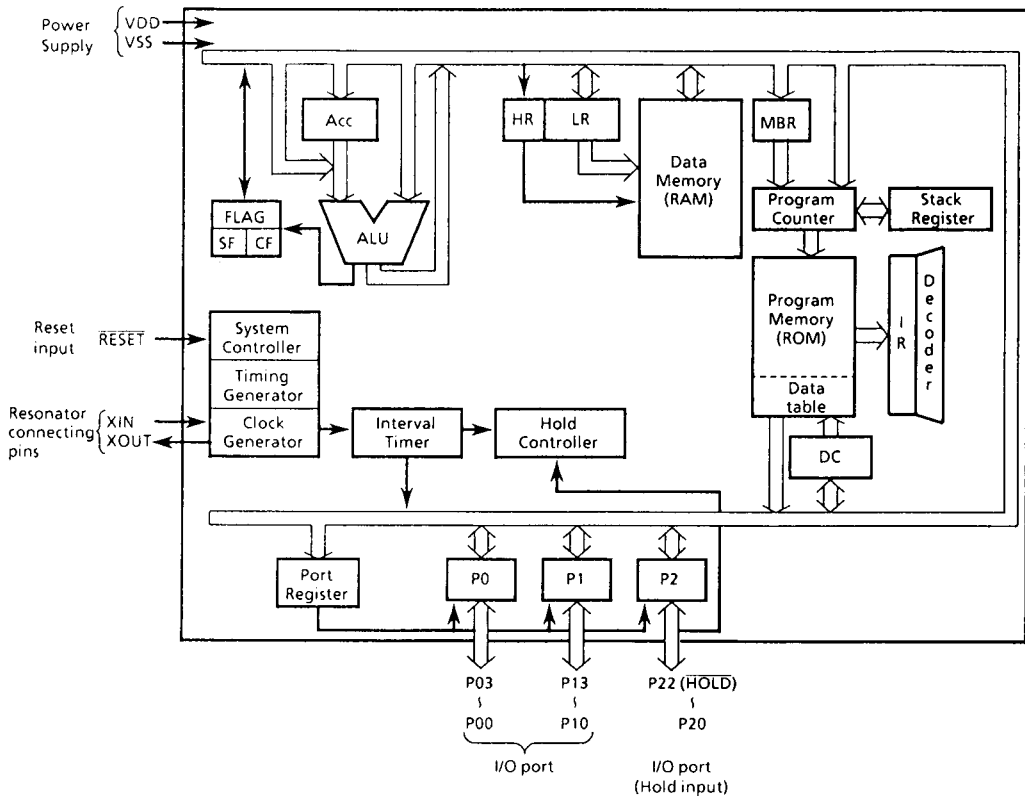 Power
Supply
VDD
VSS
Acc
HR
LR
Data
Memory
(RAM)
MBR
FLAG
SF
CF
ALU
Program
Counter
Stack
Register
Reset
input
RESET
System
Controller
Timing
Generator
Clock
Generator
Program
Memory
(ROM)
Data
table
IR
Decoder
Resonator
connecting
pins
XIN
XOUT
Interval
Timer
Hold
Controller
DC
Port
Register
P0
P1
P2
P03
~
P00
P13
~
P10
P22 (HOLD)
~
P20
I/O port
I/O port
(Hold input)